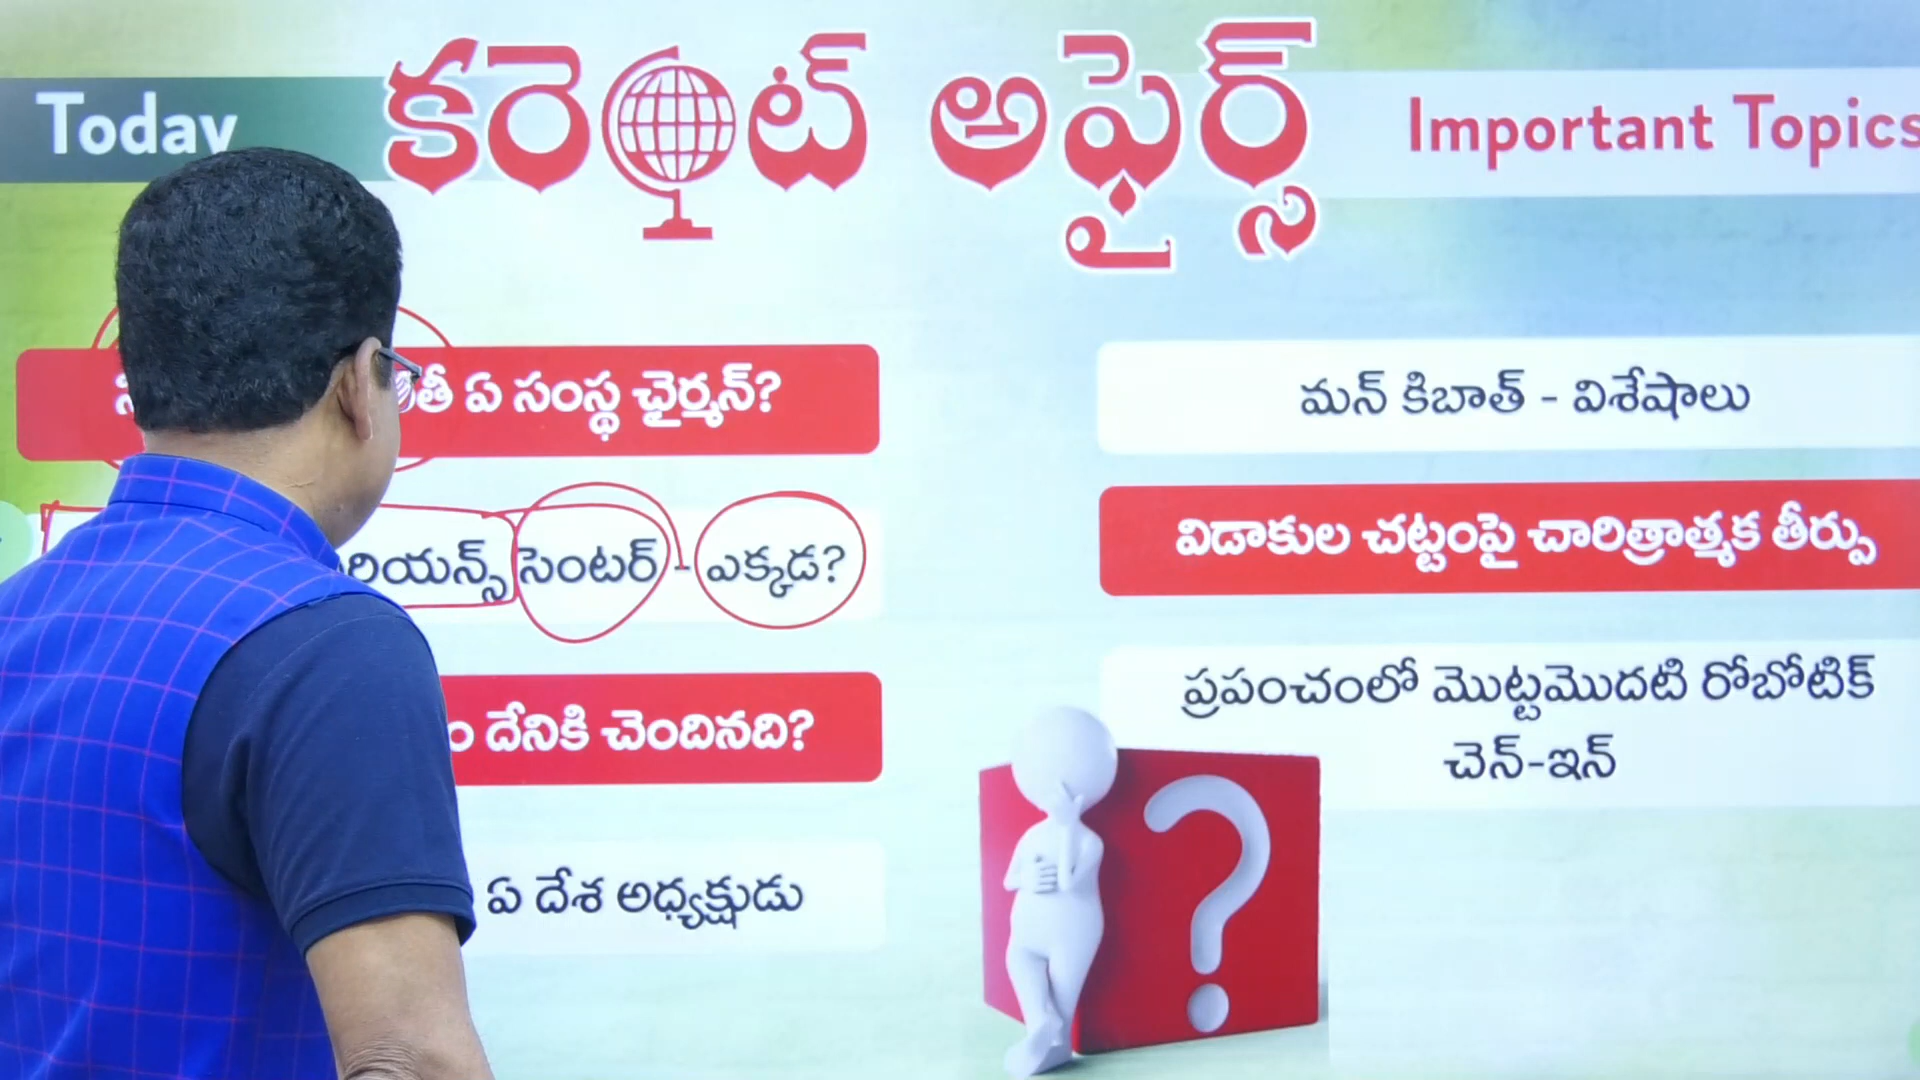 Today
కరెంట్ అఫైర్స్
Important Topics
ఏ సంస్థ ఛైర్మన్?
సెంటర్ - ఎక్కడ?
దేనికి చెందినది?
ఏ దేశ అధ్యక్షుడు
మన్ కిబాత్ - విశేషాలు
విడాకుల చట్టంపై చారిత్రాత్మక తీర్పు
ప్రపంచంలో మొట్టమొదటి రోబోటిక్
చెన్-ఇన్